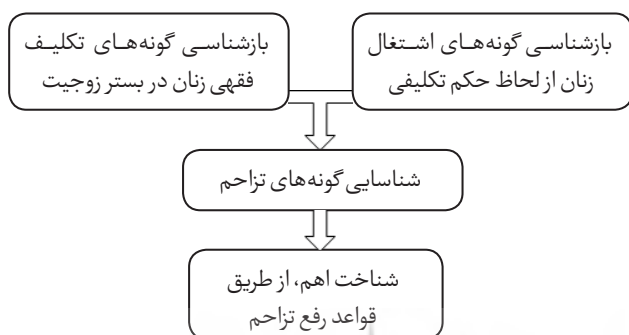 بازشناسی گونه‌های اشتغال
زنان از لحاظ حکم تکلیفی
بازشناسی گونه‌های تکلیف
فقهی زنان در بستر زوجیت
شناسایی گونه‌های تزاحم
شناخت اهم، از طریق
قواعد رفع تزاحم